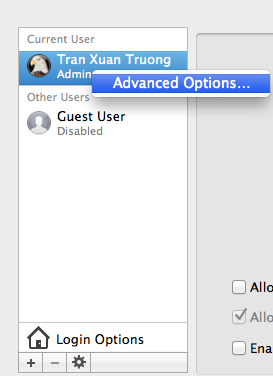 Current User
Tran Xuan Truong
Admin
Advanced Options...
Other Users
Guest User
Disabled
Allo
Allo
Login Options
Ena